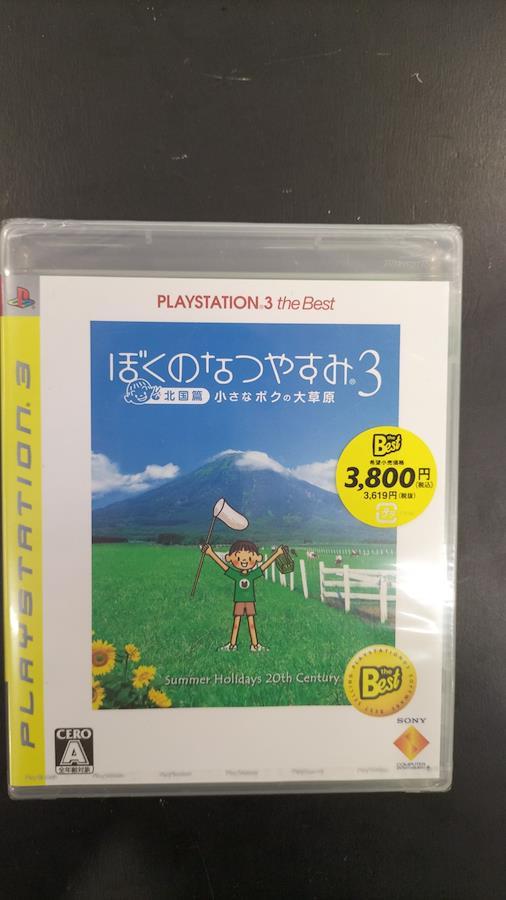 PLAYSTATION®3 the Best
PLAYSTATION®3
ぼくのなつやすみ®3
北国篇 小さなボクの大草原
the Best
希望小売価格
3,800円(税込)
3,619円(税抜)
Summer Holidays 20th Century
the Best
SONY
COMPUTER
ENTERTAINMENT
CERO
A
全年齢対象